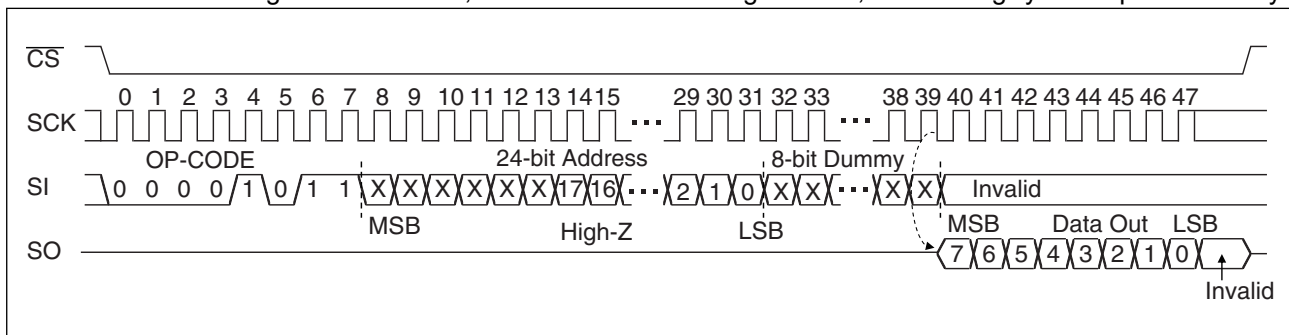 CS
0 1 2 3 4 5 6 7 8 9 10 11 12 13 14 15 29 30 31 32 33 38 39 40 41 42 43 44 45 46 47
SCK
OP-CODE 24-bit Address 8-bit Dummy
SI 0 0 0 0 1 0 1 1 X X X X X X 17 16 2 1 0 X X X X Invalid
MSB High-Z LSB MSB Data Out LSB
SO 7 6 5 4 3 2 1 0
Invalid